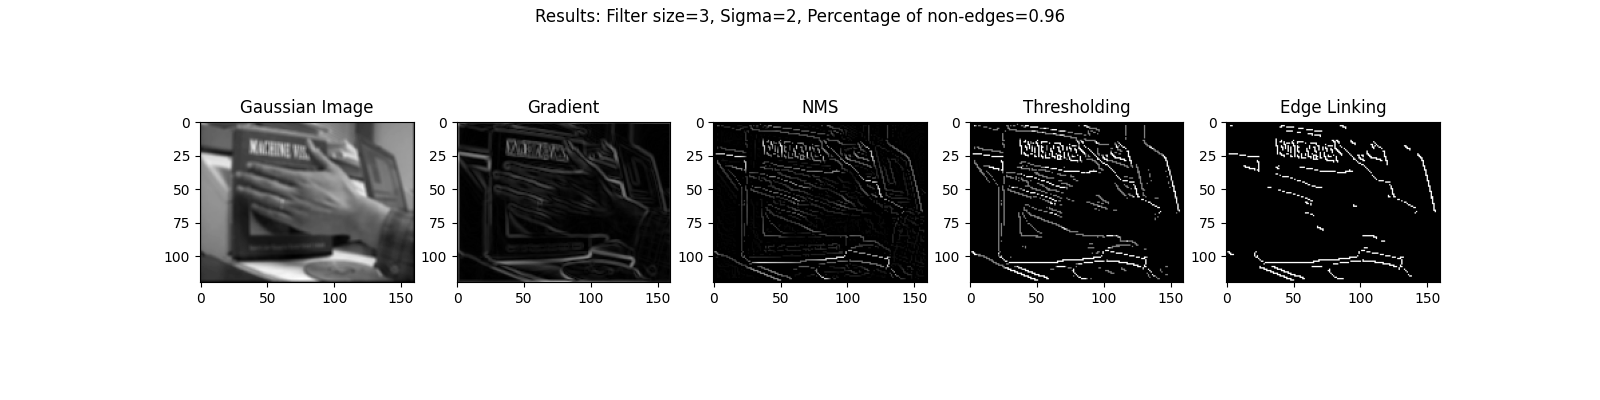 Results: Filter size=3, Sigma=2, Percentage of non-edges=0.96
Gaussian Image
0
25
50
75
100
0 50 100 150
MACHINE
Gradient
0
25
50
75
100
0 50 100 150
NMS
0
25
50
75
100
0 50 100 150
Thresholding
0
25
50
75
100
0 50 100 150
Edge Linking
0
25
50
75
100
0 50 100 150